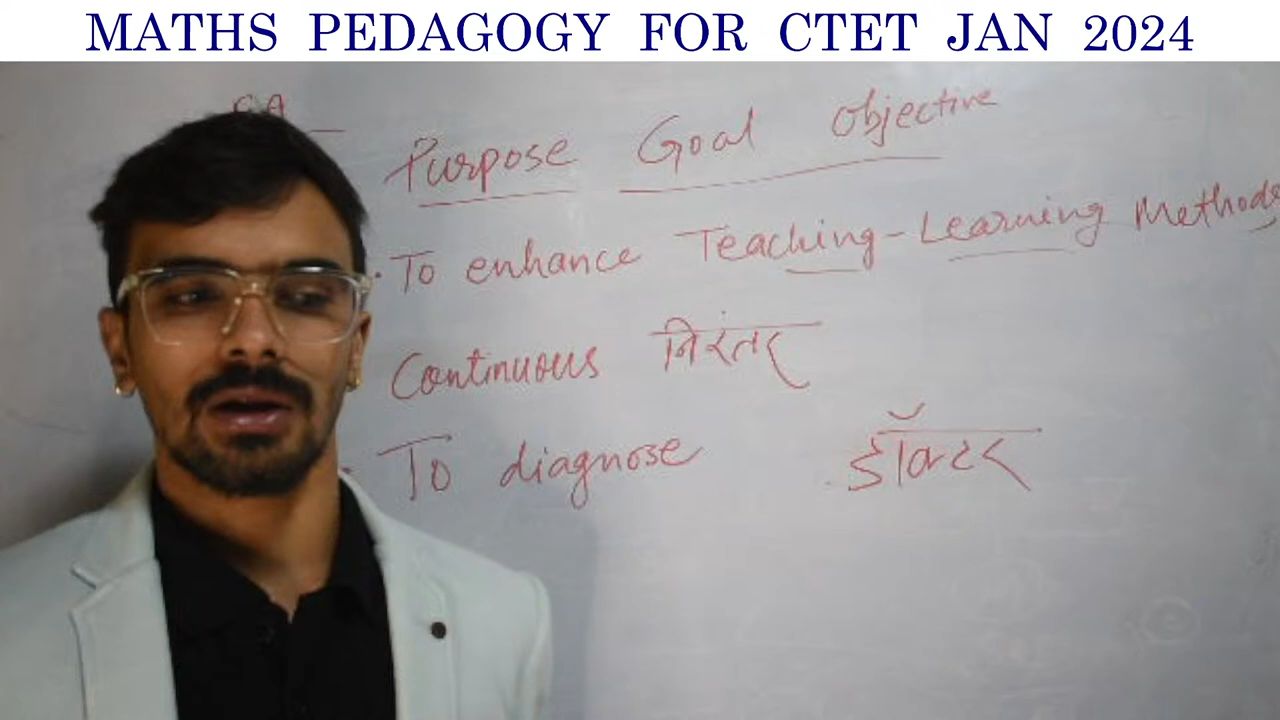 MATHS PEDAGOGY FOR CTET JAN 2024
Purpose Goal Objective
. To enhance Teaching-Learning Methods
Continuous निरंतर
To diagnose डॉक्टर